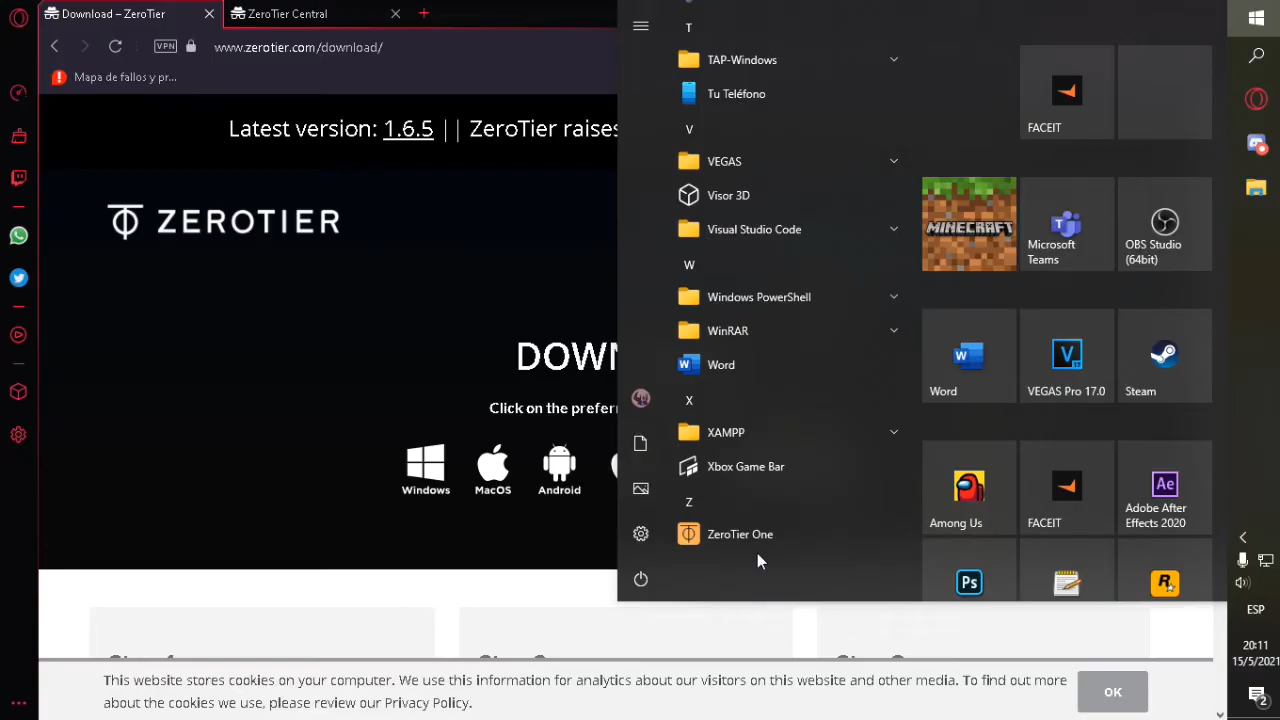 Download – ZeroTier
ZeroTier Central
VPN
www.zerotier.com/download/
Mapa de fallos y pr...
Latest version: 1.6.5 || ZeroTier raises
ZEROTIER
DOWN
Click on the prefer
Windows
MacOS
Android
T
TAP-Windows
Tu Teléfono
V
VEGAS
Visor 3D
Visual Studio Code
W
Windows PowerShell
WinRAR
Word
X
XAMPP
Xbox Game Bar
Z
ZeroTier One
FACEIT
MINECRAFT
Microsoft
Teams
OBS Studio
(64bit)
Word
VEGAS Pro 17.0
Steam
Among Us
FACEIT
Ae
Adobe After
Effects 2020
Ps
ESP
20:11
15/5/2021
2
This website stores cookies on your computer. We use this information for analytics about our visitors on this website and other media. To find out more
about the cookies we use, please review our Privacy Policy.
OK